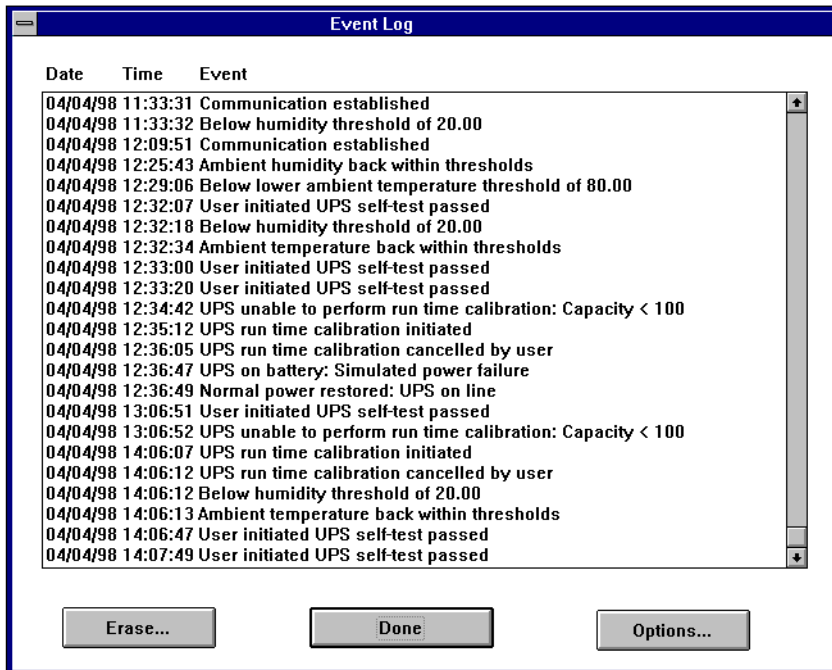 Event Log
Date Time Event
04/04/98 11:33:31 Communication established
04/04/98 11:33:32 Below humidity threshold of 20.00
04/04/98 12:09:51 Communication established
04/04/98 12:25:43 Ambient humidity back within thresholds
04/04/98 12:29:06 Below lower ambient temperature threshold of 80.00
04/04/98 12:32:07 User initiated UPS self-test passed
04/04/98 12:32:18 Below humidity threshold of 20.00
04/04/98 12:32:34 Ambient temperature back within thresholds
04/04/98 12:33:00 User initiated UPS self-test passed
04/04/98 12:33:20 User initiated UPS self-test passed
04/04/98 12:34:42 UPS unable to perform run time calibration: Capacity < 100
04/04/98 12:35:12 UPS run time calibration initiated
04/04/98 12:36:05 UPS run time calibration cancelled by user
04/04/98 12:36:47 UPS on battery: Simulated power failure
04/04/98 12:36:49 Normal power restored: UPS on line
04/04/98 13:06:51 User initiated UPS self-test passed
04/04/98 13:06:52 UPS unable to perform run time calibration: Capacity < 100
04/04/98 14:06:07 UPS run time calibration initiated
04/04/98 14:06:12 UPS run time calibration cancelled by user
04/04/98 14:06:12 Below humidity threshold of 20.00
04/04/98 14:06:13 Ambient temperature back within thresholds
04/04/98 14:06:47 User initiated UPS self-test passed
04/04/98 14:07:49 User initiated UPS self-test passed
Erase... Done Options...